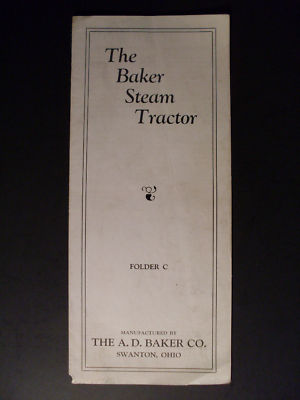 The
Baker
Steam
Tractor
FOLDER C
MANUFACTURED BY
THE A. D. BAKER CO.
SWANTON, OHIO